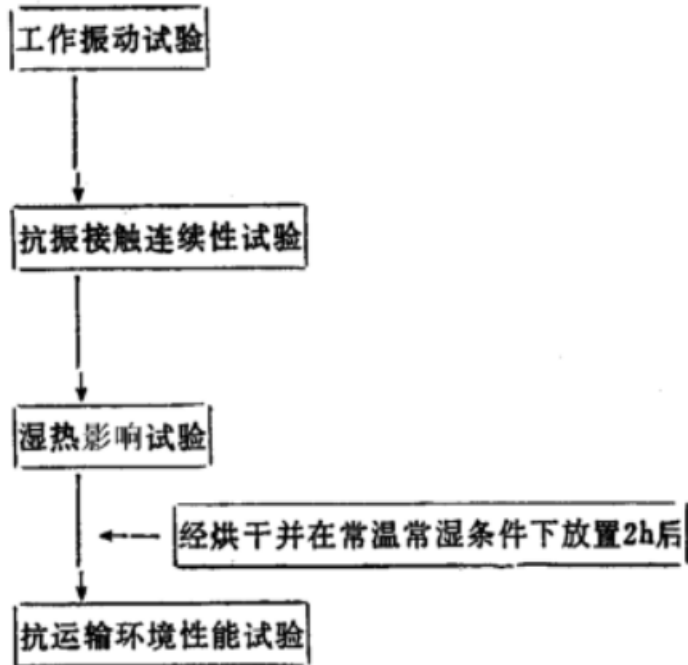 工作振动试验
抗振接触连续性试验
湿热影响试验
经烘干并在常温常湿条件下放置2h后
抗运输环境性能试验